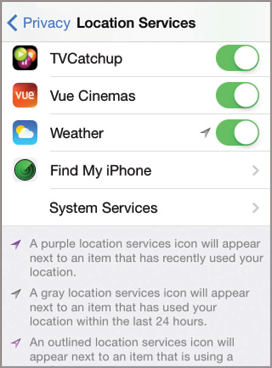 Privacy Location Services
TVCatchup
vue Vue Cinemas
Weather
Find My iPhone
System Services
A purple location services icon will appear
next to an item that has recently used your
location.
A gray location services icon will appear
next to an item that has used your
location within the last 24 hours.
An outlined location services icon will
appear next to an item that is using a